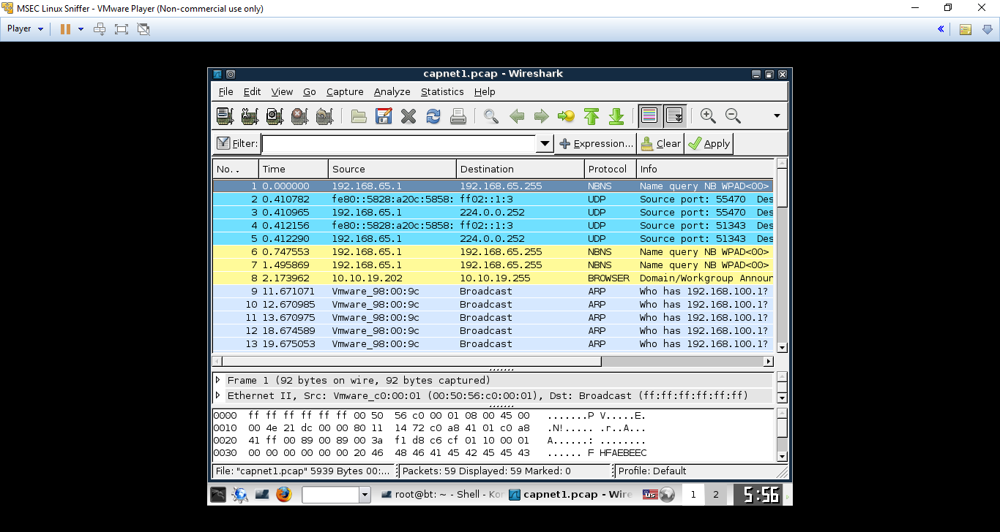 MSEC Linux Sniffer - VMware Player (Non-commercial use only)
Player
capnet1.pcap - Wireshark
File Edit View Go Capture Analyze Statistics Help
Filter: Expression... Clear Apply
No. . Time Source Destination Protocol Info
1 0.000000 192.168.65.1 192.168.65.255 NBNS Name query NB WPAD<00>
2 0.410782 fe80::5828:a20c:5858: ff02::1:3 UDP Source port: 55470 Des
3 0.410965 192.168.65.1 224.0.0.252 UDP Source port: 55470 Des
4 0.412156 fe80::5828:a20c:5858: ff02::1:3 UDP Source port: 51343 Des
5 0.412290 192.168.65.1 224.0.0.252 UDP Source port: 51343 Des
6 0.747553 192.168.65.1 192.168.65.255 NBNS Name query NB WPAD<00>
7 1.495869 192.168.65.1 192.168.65.255 NBNS Name query NB WPAD<00>
8 2.173962 10.10.19.202 10.10.19.255 BROWSER Domain/Workgroup Announ
9 11.671071 Vmware_98:00:9c Broadcast ARP Who has 192.168.100.1?
10 12.670985 Vmware_98:00:9c Broadcast ARP Who has 192.168.100.1?
11 13.670975 Vmware_98:00:9c Broadcast ARP Who has 192.168.100.1?
12 18.674589 Vmware_98:00:9c Broadcast ARP Who has 192.168.100.1?
13 19.675053 Vmware_98:00:9c Broadcast ARP Who has 192.168.100.1?
Frame 1 (92 bytes on wire, 92 bytes captured)
Ethernet II, Src: Vmware_c0:00:01 (00:50:56:c0:00:01), Dst: Broadcast (ff:ff:ff:ff:ff:ff)
0000 ff ff ff ff ff ff 00 50 56 c0 00 01 08 00 45 00 .......P V.....E.
0010 00 4e 21 dc 00 00 80 11 14 72 c0 a8 41 01 c0 a8 .N!..... .r..A...
0020 41 ff 00 89 00 89 00 3a f1 d8 c6 cf 01 10 00 01 A......: ........
0030 00 00 00 00 00 00 20 46 48 46 41 45 42 45 45 43 ...... F HFAEBEEC
File: "capnet1.pcap" 5939 Bytes 00:... Packets: 59 Displayed: 59 Marked: 0 Profile: Default
root@bt: ~ - Shell - Kon capnet1.pcap - Wire 1 2 5:56